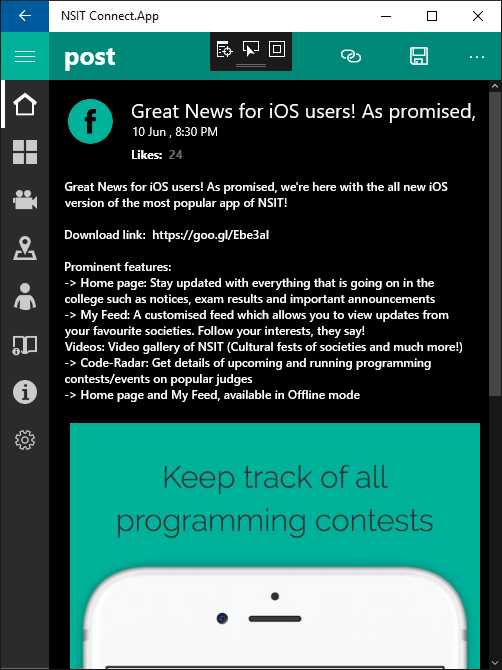 NSIT Connect.App
post
Great News for iOS users! As promised,
10 Jun , 8:30 PM
Likes: 24
Great News for iOS users! As promised, we're here with the all new iOS
version of the most popular app of NSIT!
Download link: https://goo.gl/Ebe3aI
Prominent features:
-> Home page: Stay updated with everything that is going on in the
college such as notices, exam results and important announcements
-> My Feed: A customised feed which allows you to view updates from
your favourite societies. Follow your interests, they say!
Videos: Video gallery of NSIT (Cultural fests of societies and much more!)
-> Code-Radar: Get details of upcoming and running programming
contests/events on popular judges
-> Home page and My Feed, available in Offline mode
Keep track of all
programming contests